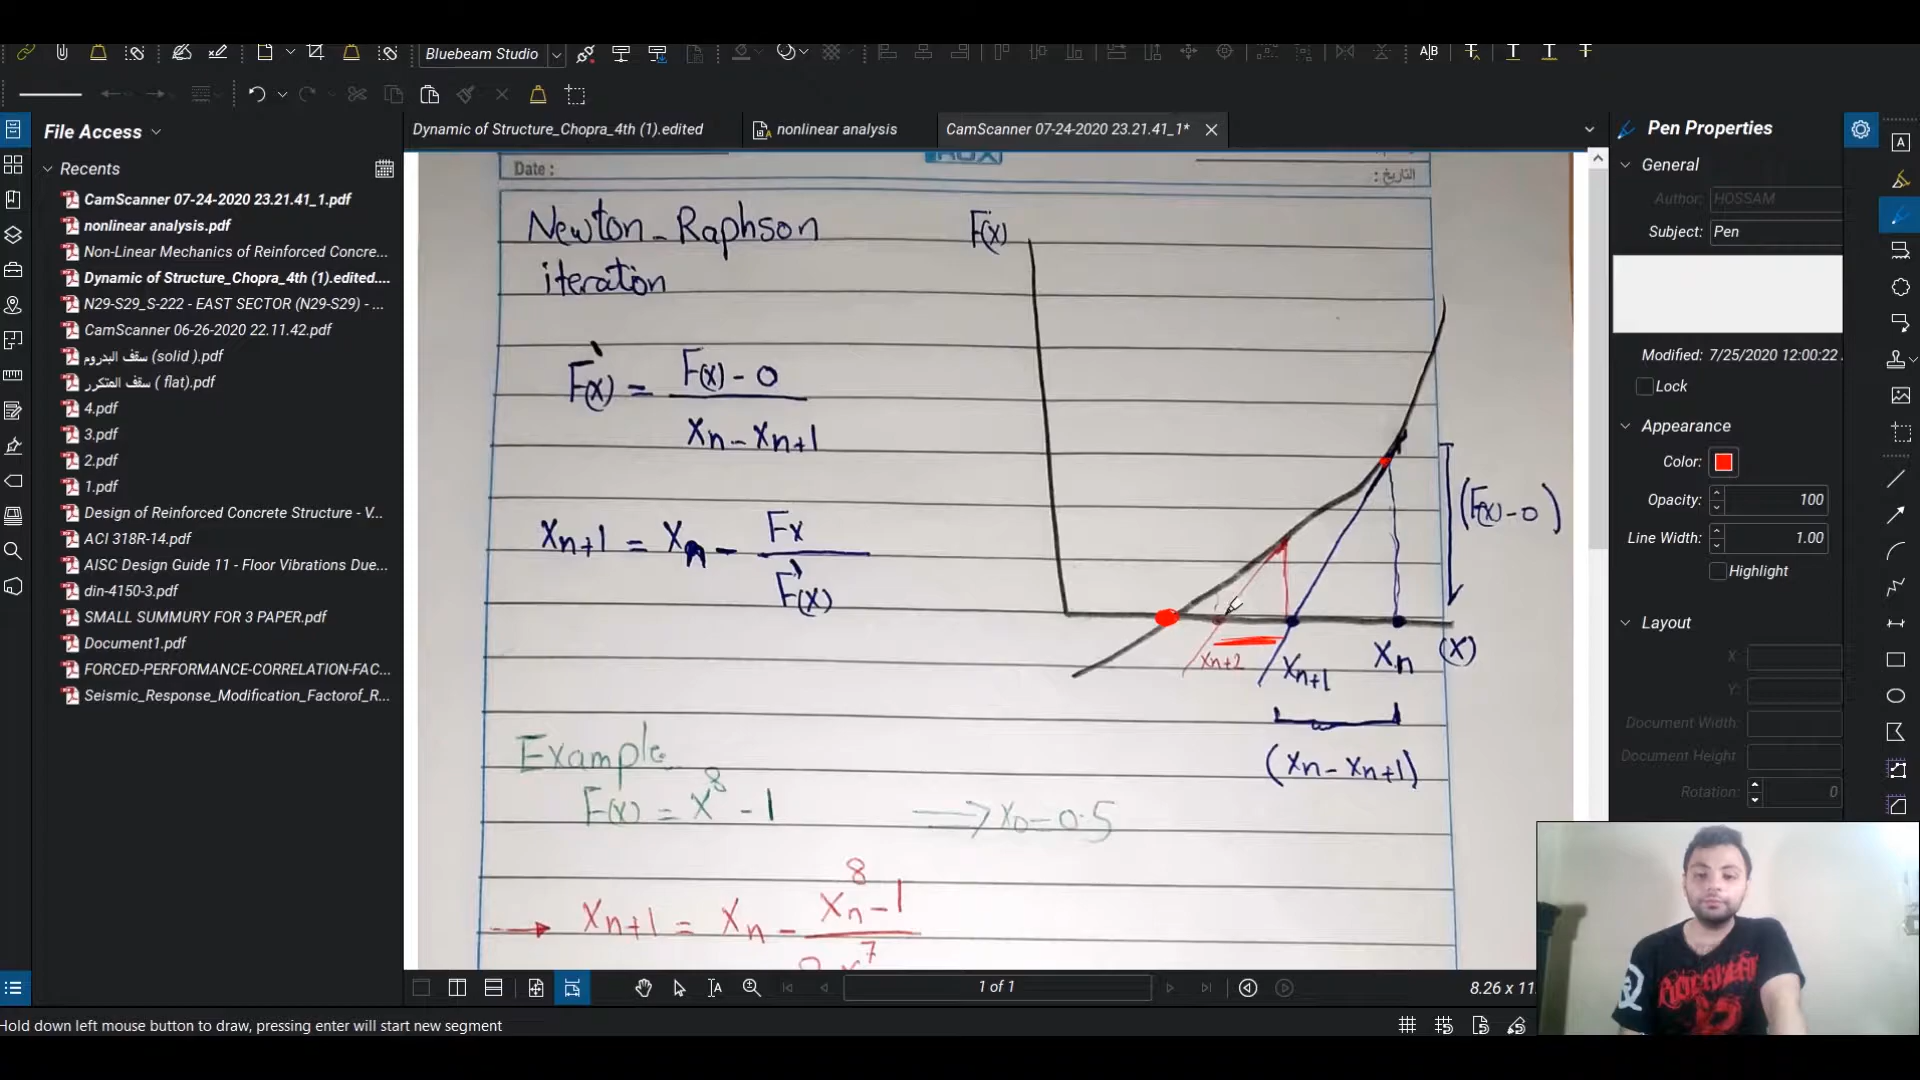 Bluebeam Studio
File Access
Recents
CamScanner 07-24-2020 23.21.41_1.pdf
nonlinear analysis.pdf
Non-Linear Mechanics of Reinforced Concre...
Dynamic of Structure_Chopra_4th (1).edited....
N29-S29_S-222 - EAST SECTOR (N29-S29) - ...
CamScanner 06-26-2020 22.11.42.pdf
سقف البدروم (solid ).pdf
سقف المتكرر ( flat).pdf
4.pdf
3.pdf
2.pdf
1.pdf
Design of Reinforced Concrete Structure - V...
ACI 318R-14.pdf
AISC Design Guide 11 - Floor Vibrations Due...
din-4150-3.pdf
SMALL SUMMURY FOR 3 PAPER.pdf
Document1.pdf
FORCED-PERFORMANCE-CORRELATION-FAC...
Seismic_Response_Modification_Factorof_R...
Dynamic of Structure_Chopra_4th (1).edited
nonlinear analysis
CamScanner 07-24-2020 23.21.41_1*
Date :
التاريخ :
Newton - Raphson
iteration
F(x)
F`(x) = F(x) - 0
Xn - Xn+1
Xn+1 = Xn - Fx
F`(x)
(F(x) - 0)
Xn+2
Xn+1
Xn
(X)
(Xn - Xn+1)
Example
F(x) = X^8 - 1
⟹ X0 = 0.5
→ Xn+1 = Xn - Xn^8 - 1
Pen Properties
General
Author: HOSSAM
Subject: Pen
Modified: 7/25/2020 12:00:22
Lock
Appearance
Color:
Opacity: 100
Line Width: 1.00
Highlight
Layout
X:
Y:
Document Width:
Document Height:
Rotation: 0
1 of 1
8.26 x 11
Hold down left mouse button to draw, pressing enter will start new segment